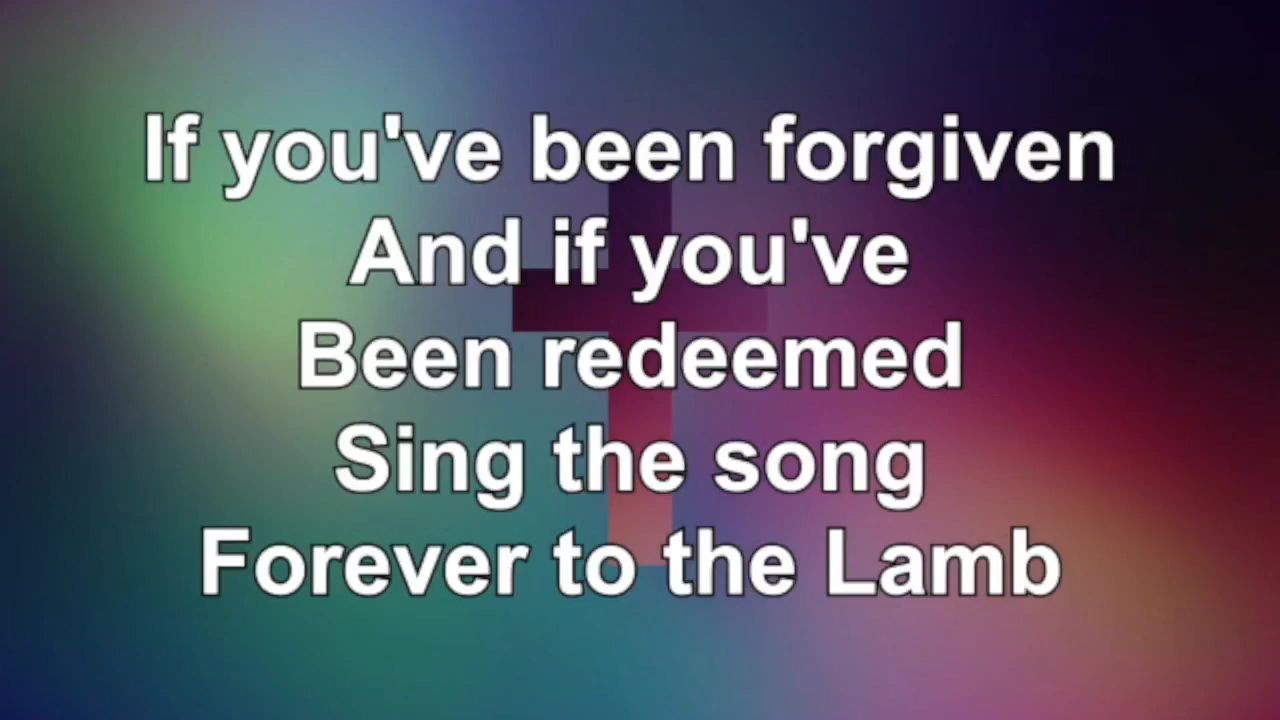 If you've been forgiven
And if you've
Been redeemed
Sing the song
Forever to the Lamb